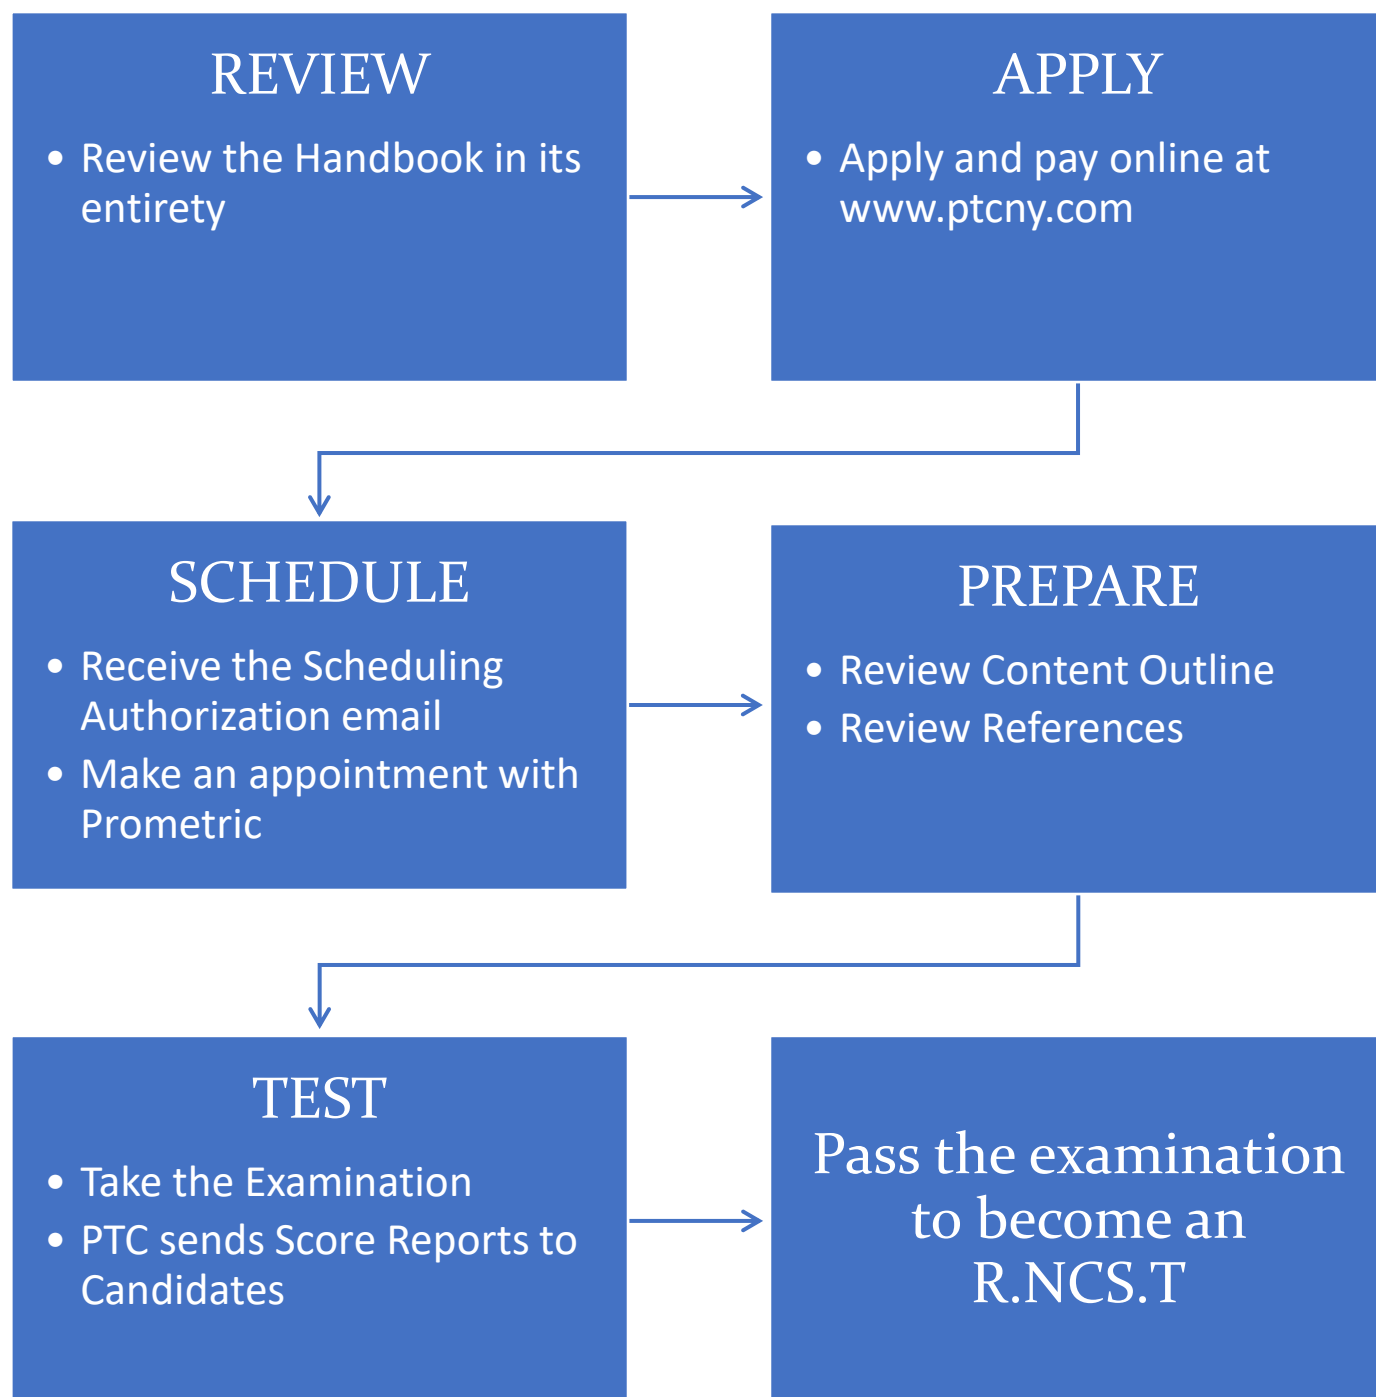 REVIEW
• Review the Handbook in its
entirety
APPLY
• Apply and pay online at
www.ptcny.com
SCHEDULE
• Receive the Scheduling
Authorization email
• Make an appointment with
Prometric
PREPARE
• Review Content Outline
• Review References
TEST
• Take the Examination
• PTC sends Score Reports to
Candidates
Pass the examination
to become an
R.NCS.T